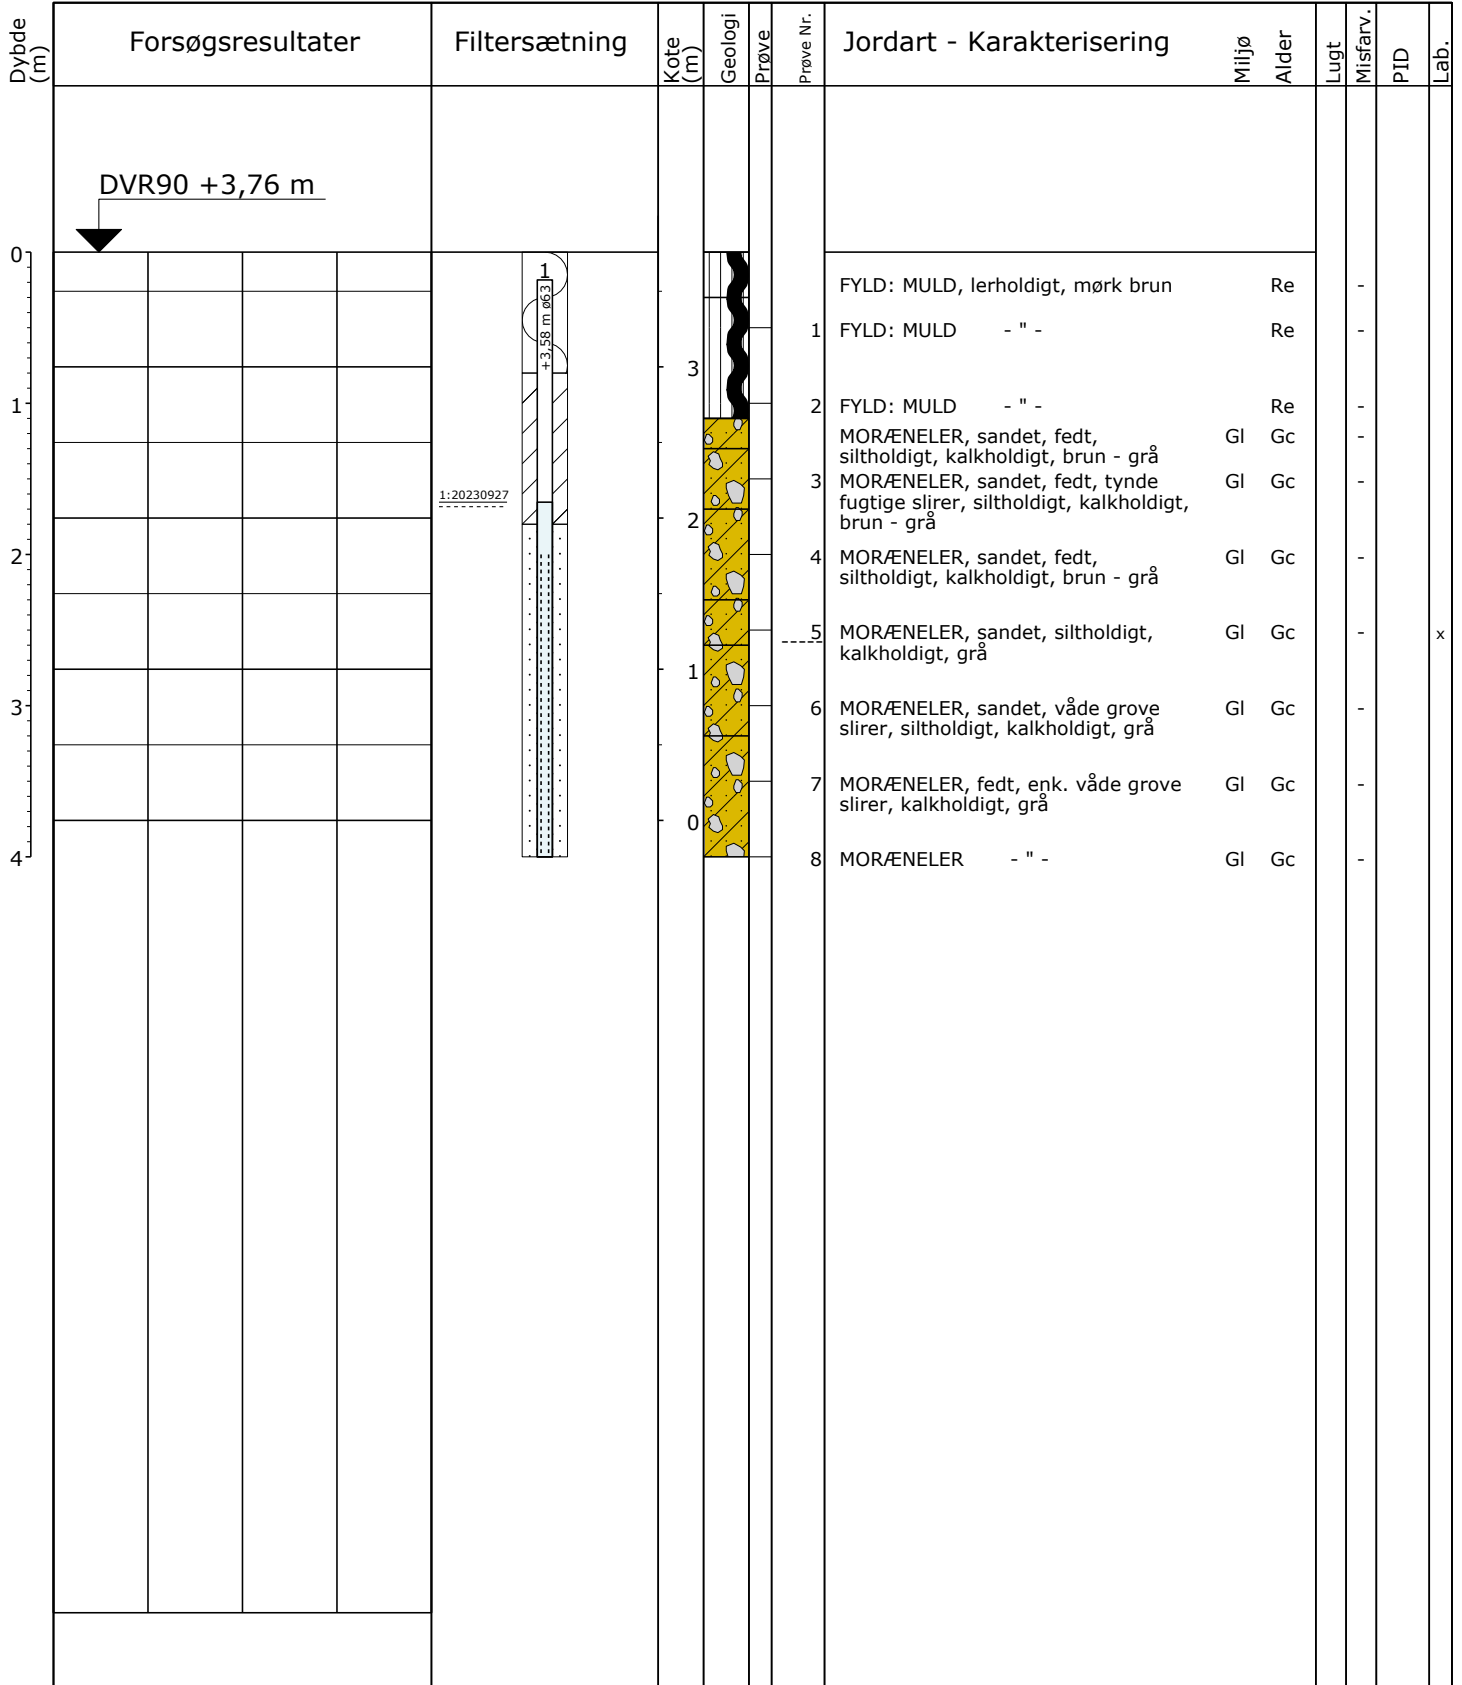 Dybde (m)
Forsøgsresultater
Filtersætning
Kote (m)
Geologi
Prøve
Prøve Nr.
Jordart - Karakterisering
Miljø
Alder
Lugt
Misfarv.
PID
Lab.
DVR90 +3,76 m
0
1
2
3
4
1
+3,58 m ø63
1:20230927
3
2
1
0
FYLD: MULD, lerholdigt, mørk brun Re -
1 FYLD: MULD - " - Re -
2 FYLD: MULD - " - Re -
MORÆNELER, sandet, fedt, Gl Gc -
siltholdigt, kalkholdigt, brun - grå
3 MORÆNELER, sandet, fedt, tynde Gl Gc -
fugtige slirer, siltholdigt, kalkholdigt,
brun - grå
4 MORÆNELER, sandet, fedt, Gl Gc -
siltholdigt, kalkholdigt, brun - grå
5 MORÆNELER, sandet, siltholdigt, Gl Gc - x
kalkholdigt, grå
6 MORÆNELER, sandet, våde grove Gl Gc -
slirer, siltholdigt, kalkholdigt, grå
7 MORÆNELER, fedt, enk. våde grove Gl Gc -
slirer, kalkholdigt, grå
8 MORÆNELER - " - Gl Gc -